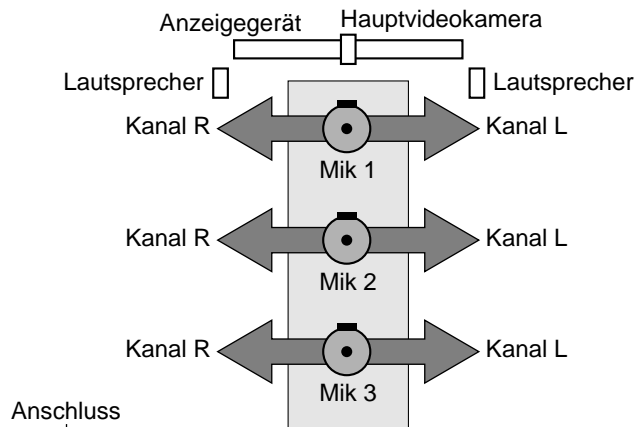 Anzeigegerät
Hauptvideokamera
Lautsprecher
Lautsprecher
Kanal R
Kanal L
Mik 1
Kanal R
Kanal L
Mik 2
Kanal R
Kanal L
Mik 3
Anschluss